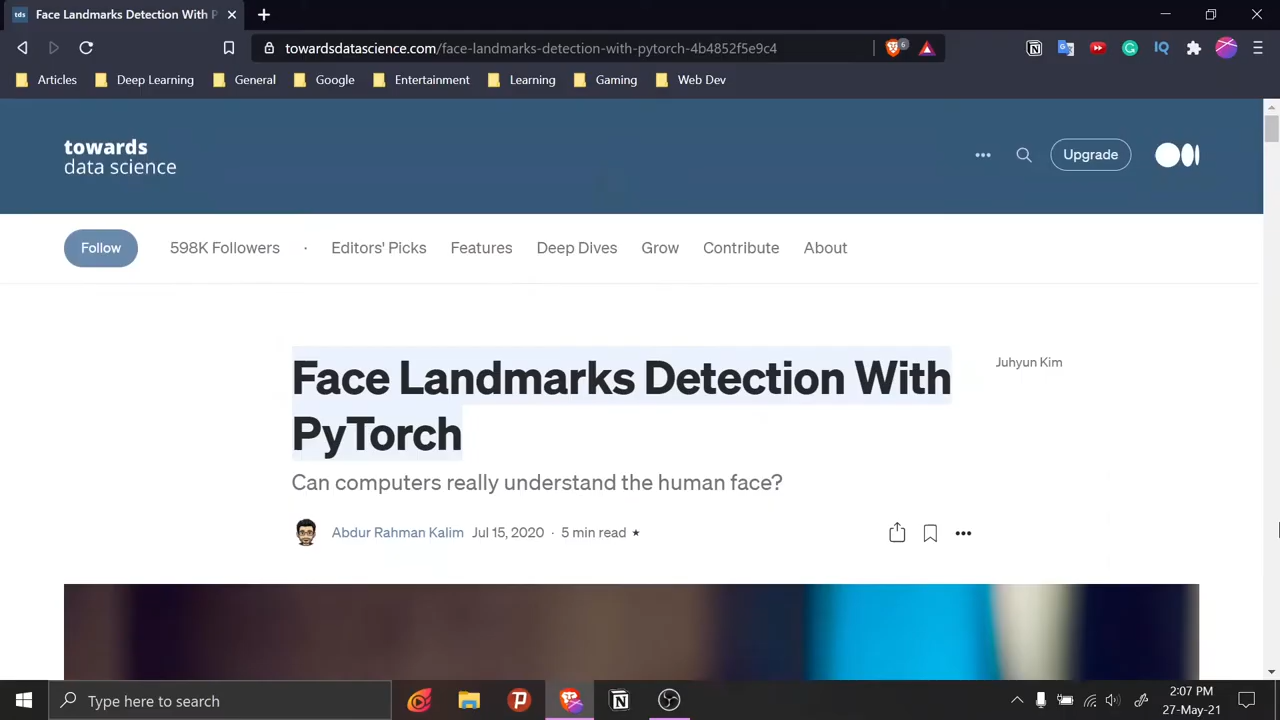 tds Face Landmarks Detection With P
towardsdatascience.com/face-landmarks-detection-with-pytorch-4b4852f5e9c4
6
IQ
Articles Deep Learning General Google Entertainment Learning Gaming Web Dev
towards
data science
Upgrade
Follow 598K Followers · Editors' Picks Features Deep Dives Grow Contribute About
Face Landmarks Detection With
PyTorch
Juhyun Kim
Can computers really understand the human face?
Abdur Rahman Kalim Jul 15, 2020 · 5 min read
Type here to search
2:07 PM
27-May-21